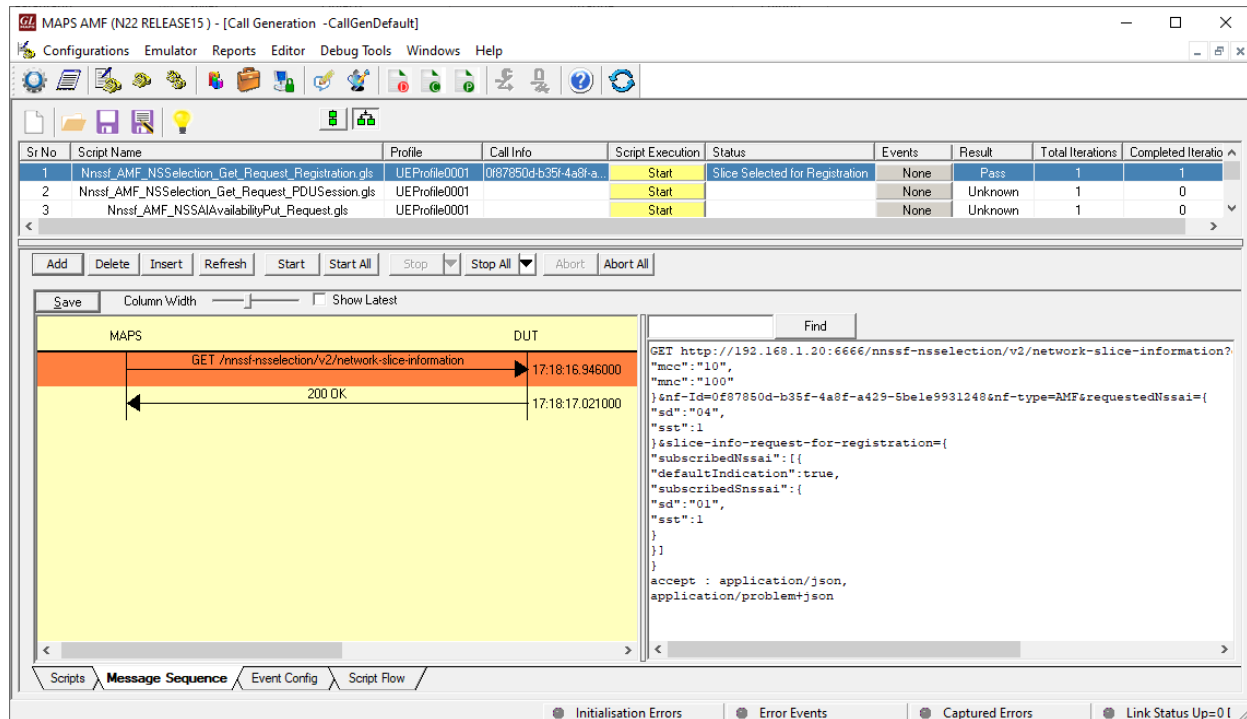 GL MAPS AMF (N22 RELEASE15 ) - [Call Generation -CallGenDefault]
Configurations Emulator Reports Editor Debug Tools Windows Help
Sr No Script Name Profile Call Info Script Execution Status Events Result Total Iterations Completed Iteratio
1 Nnssf_AMF_NSSelection_Get_Request_Registration.gls UEProfile0001 0f87850d-b35f-4a8f-a... Start Slice Selected for Registration None Pass 1 1
2 Nnssf_AMF_NSSelection_Get_Request_PDUSession.gls UEProfile0001 Start None Unknown 1 0
3 Nnssf_AMF_NSSAIAvailabilityPut_Request.gls UEProfile0001 Start None Unknown 1 0
Add Delete Insert Refresh Start Start All Stop Stop All Abort Abort All
Save Column Width Show Latest
Find
MAPS DUT
GET /nnssf-nsselection/v2/network-slice-information
17:18:16.946000
200 OK
17:18:17.021000
GET http://192.168.1.20:6666/nnssf-nsselection/v2/network-slice-information?
"mcc":"10",
"mnc":"100"
}&nf-Id=0f87850d-b35f-4a8f-a429-5be1e9931248&nf-type=AMF&requestedNssai={
"sd":"04",
"sst":1
}&slice-info-request-for-registration={
"subscribedNssai":[{
"defaultIndication":true,
"subscribedSnssai":{
"sd":"01",
"sst":1
}
}]
}
accept : application/json,
application/problem+json
Scripts Message Sequence Event Config Script Flow
Initialisation Errors Error Events Captured Errors Link Status Up=0